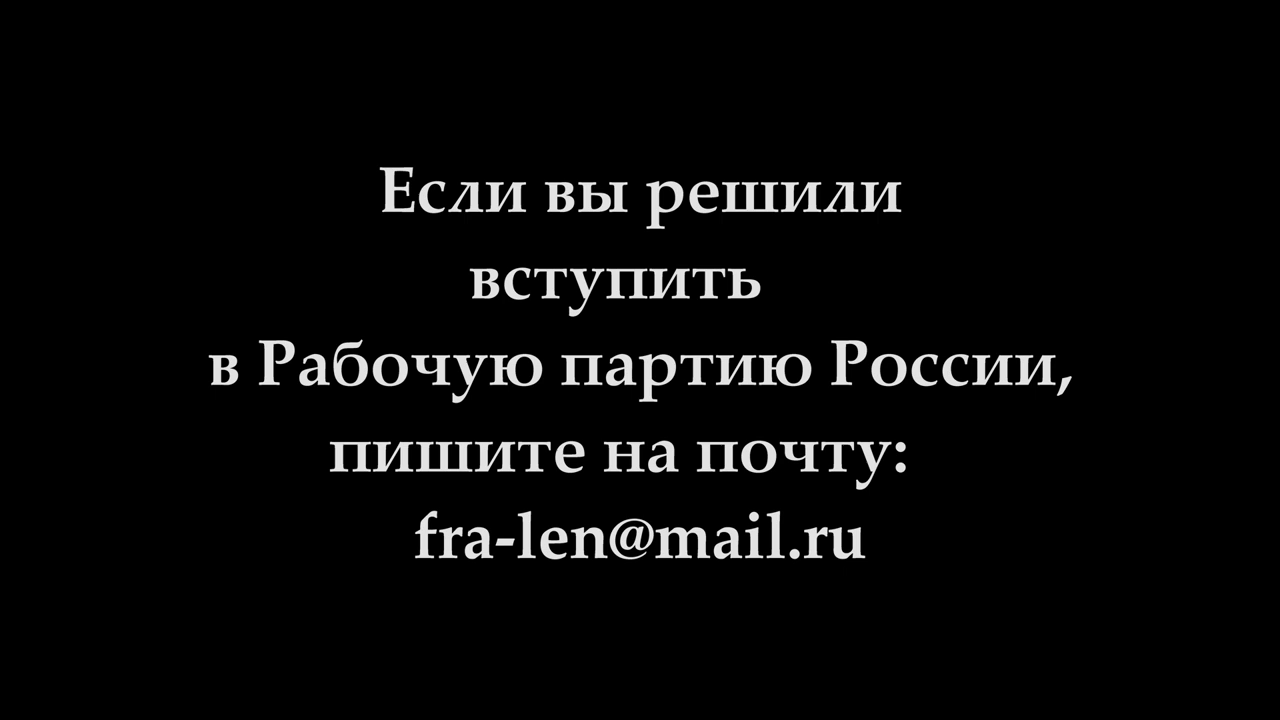 Если вы решили
вступить
в Рабочую партию России,
пишите на почту:
fra-len@mail.ru